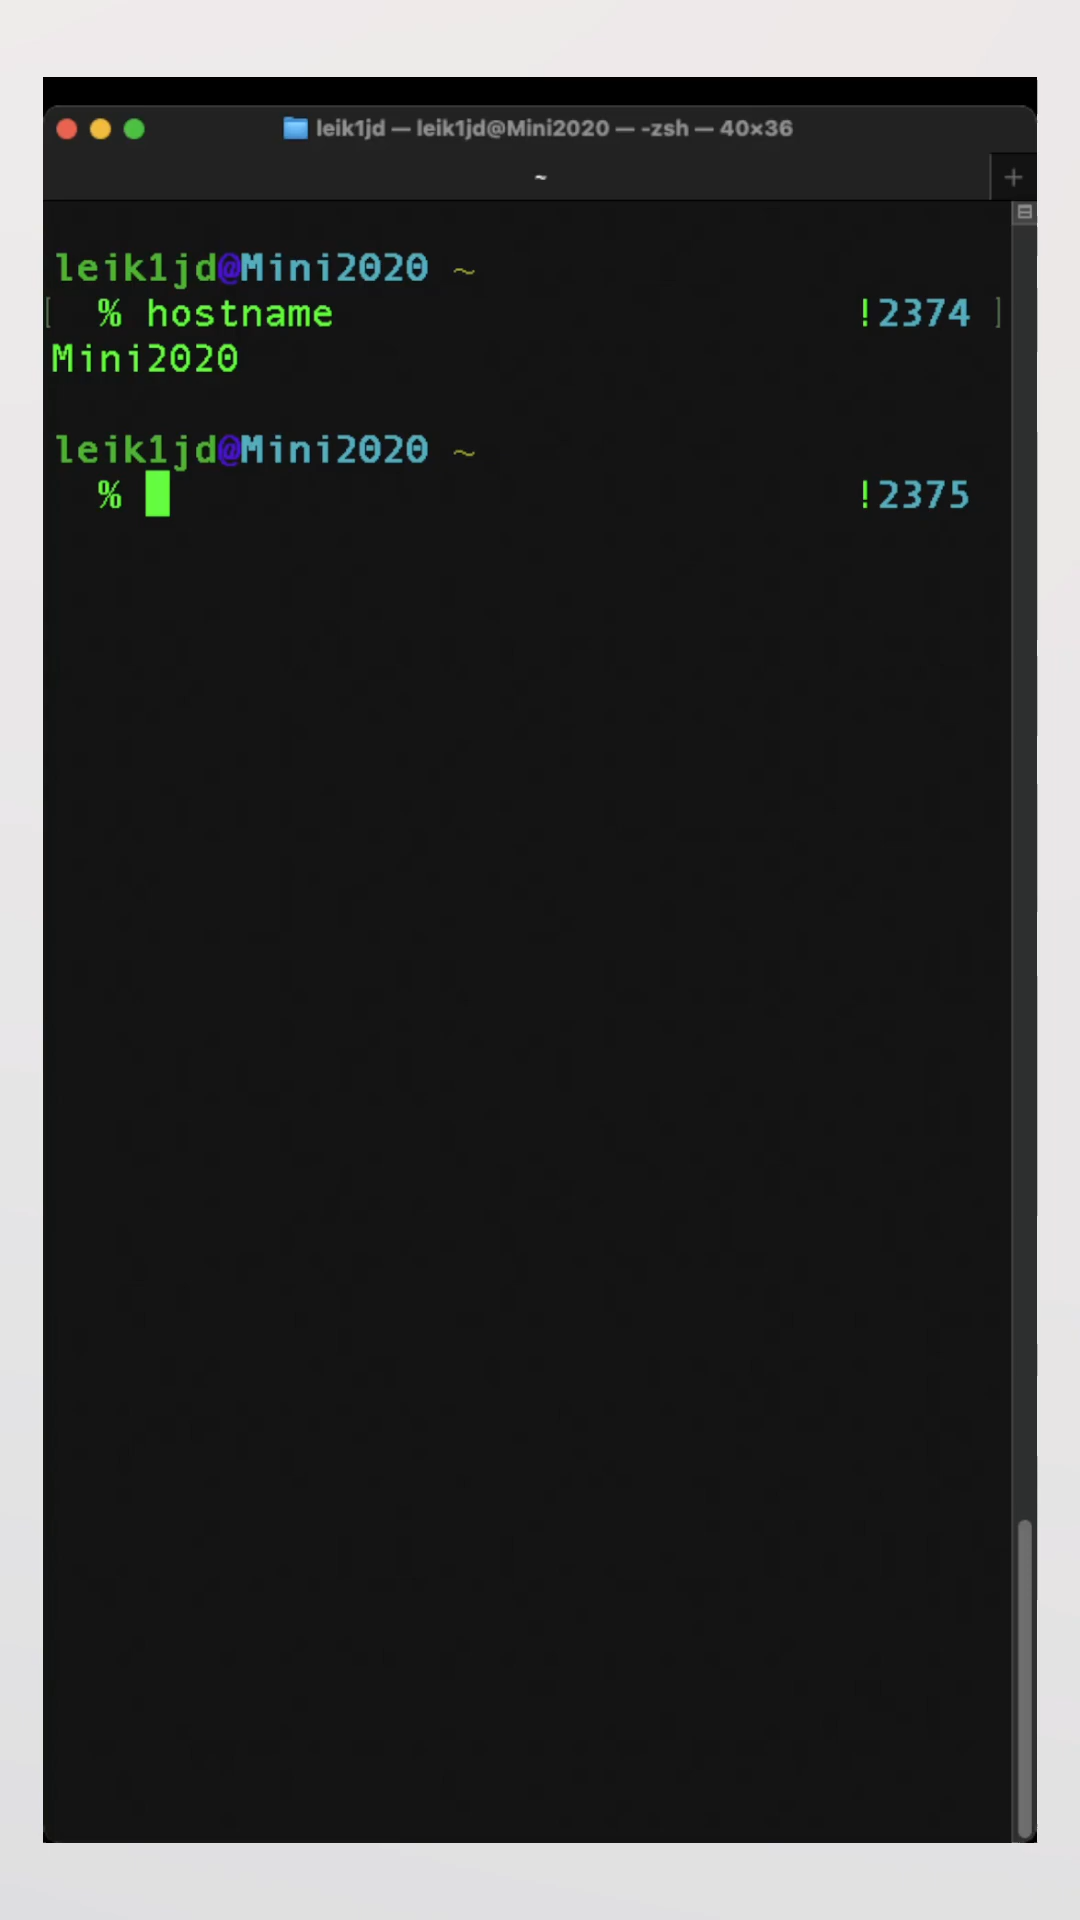 leik1jd — leik1jd@Mini2020 — -zsh — 40×36
~
+
leik1jd@Mini2020 ~
[ % hostname !2374 ]
Mini2020
leik1jd@Mini2020 ~
% !2375